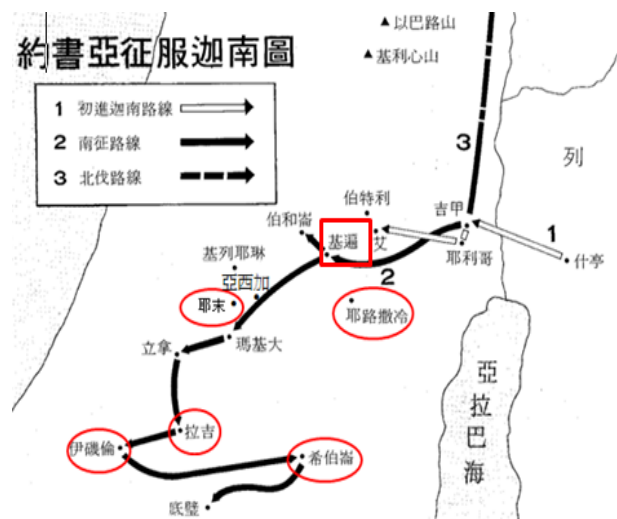 約書亞征服迦南圖
1 初進迦南路線
2 南征路線
3 北伐路線
▲以巴路山
▲基利心山
3
列
伯特利
吉甲
伯和崙
基遍
艾
1
耶利哥
什亭
基列耶琳
亞西加
2
耶末
耶路撒冷
立拿
瑪基大
亞拉巴海
拉吉
伊磯倫
希伯崙
底璧